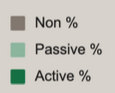 Non %
Passive %
Active %